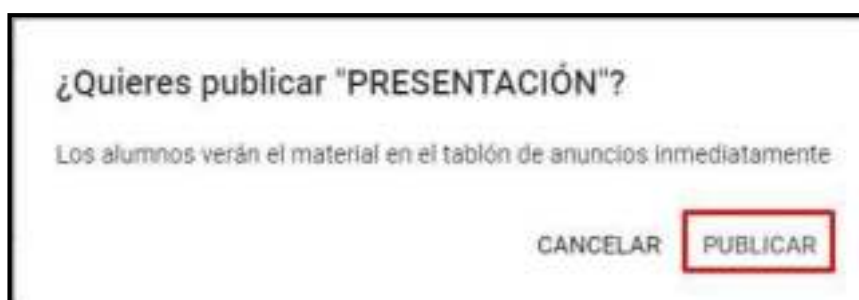 ¿Quieres publicar "PRESENTACIÓN"?
Los alumnos verán el material en el tablón de anuncios inmediatamente
CANCELAR PUBLICAR